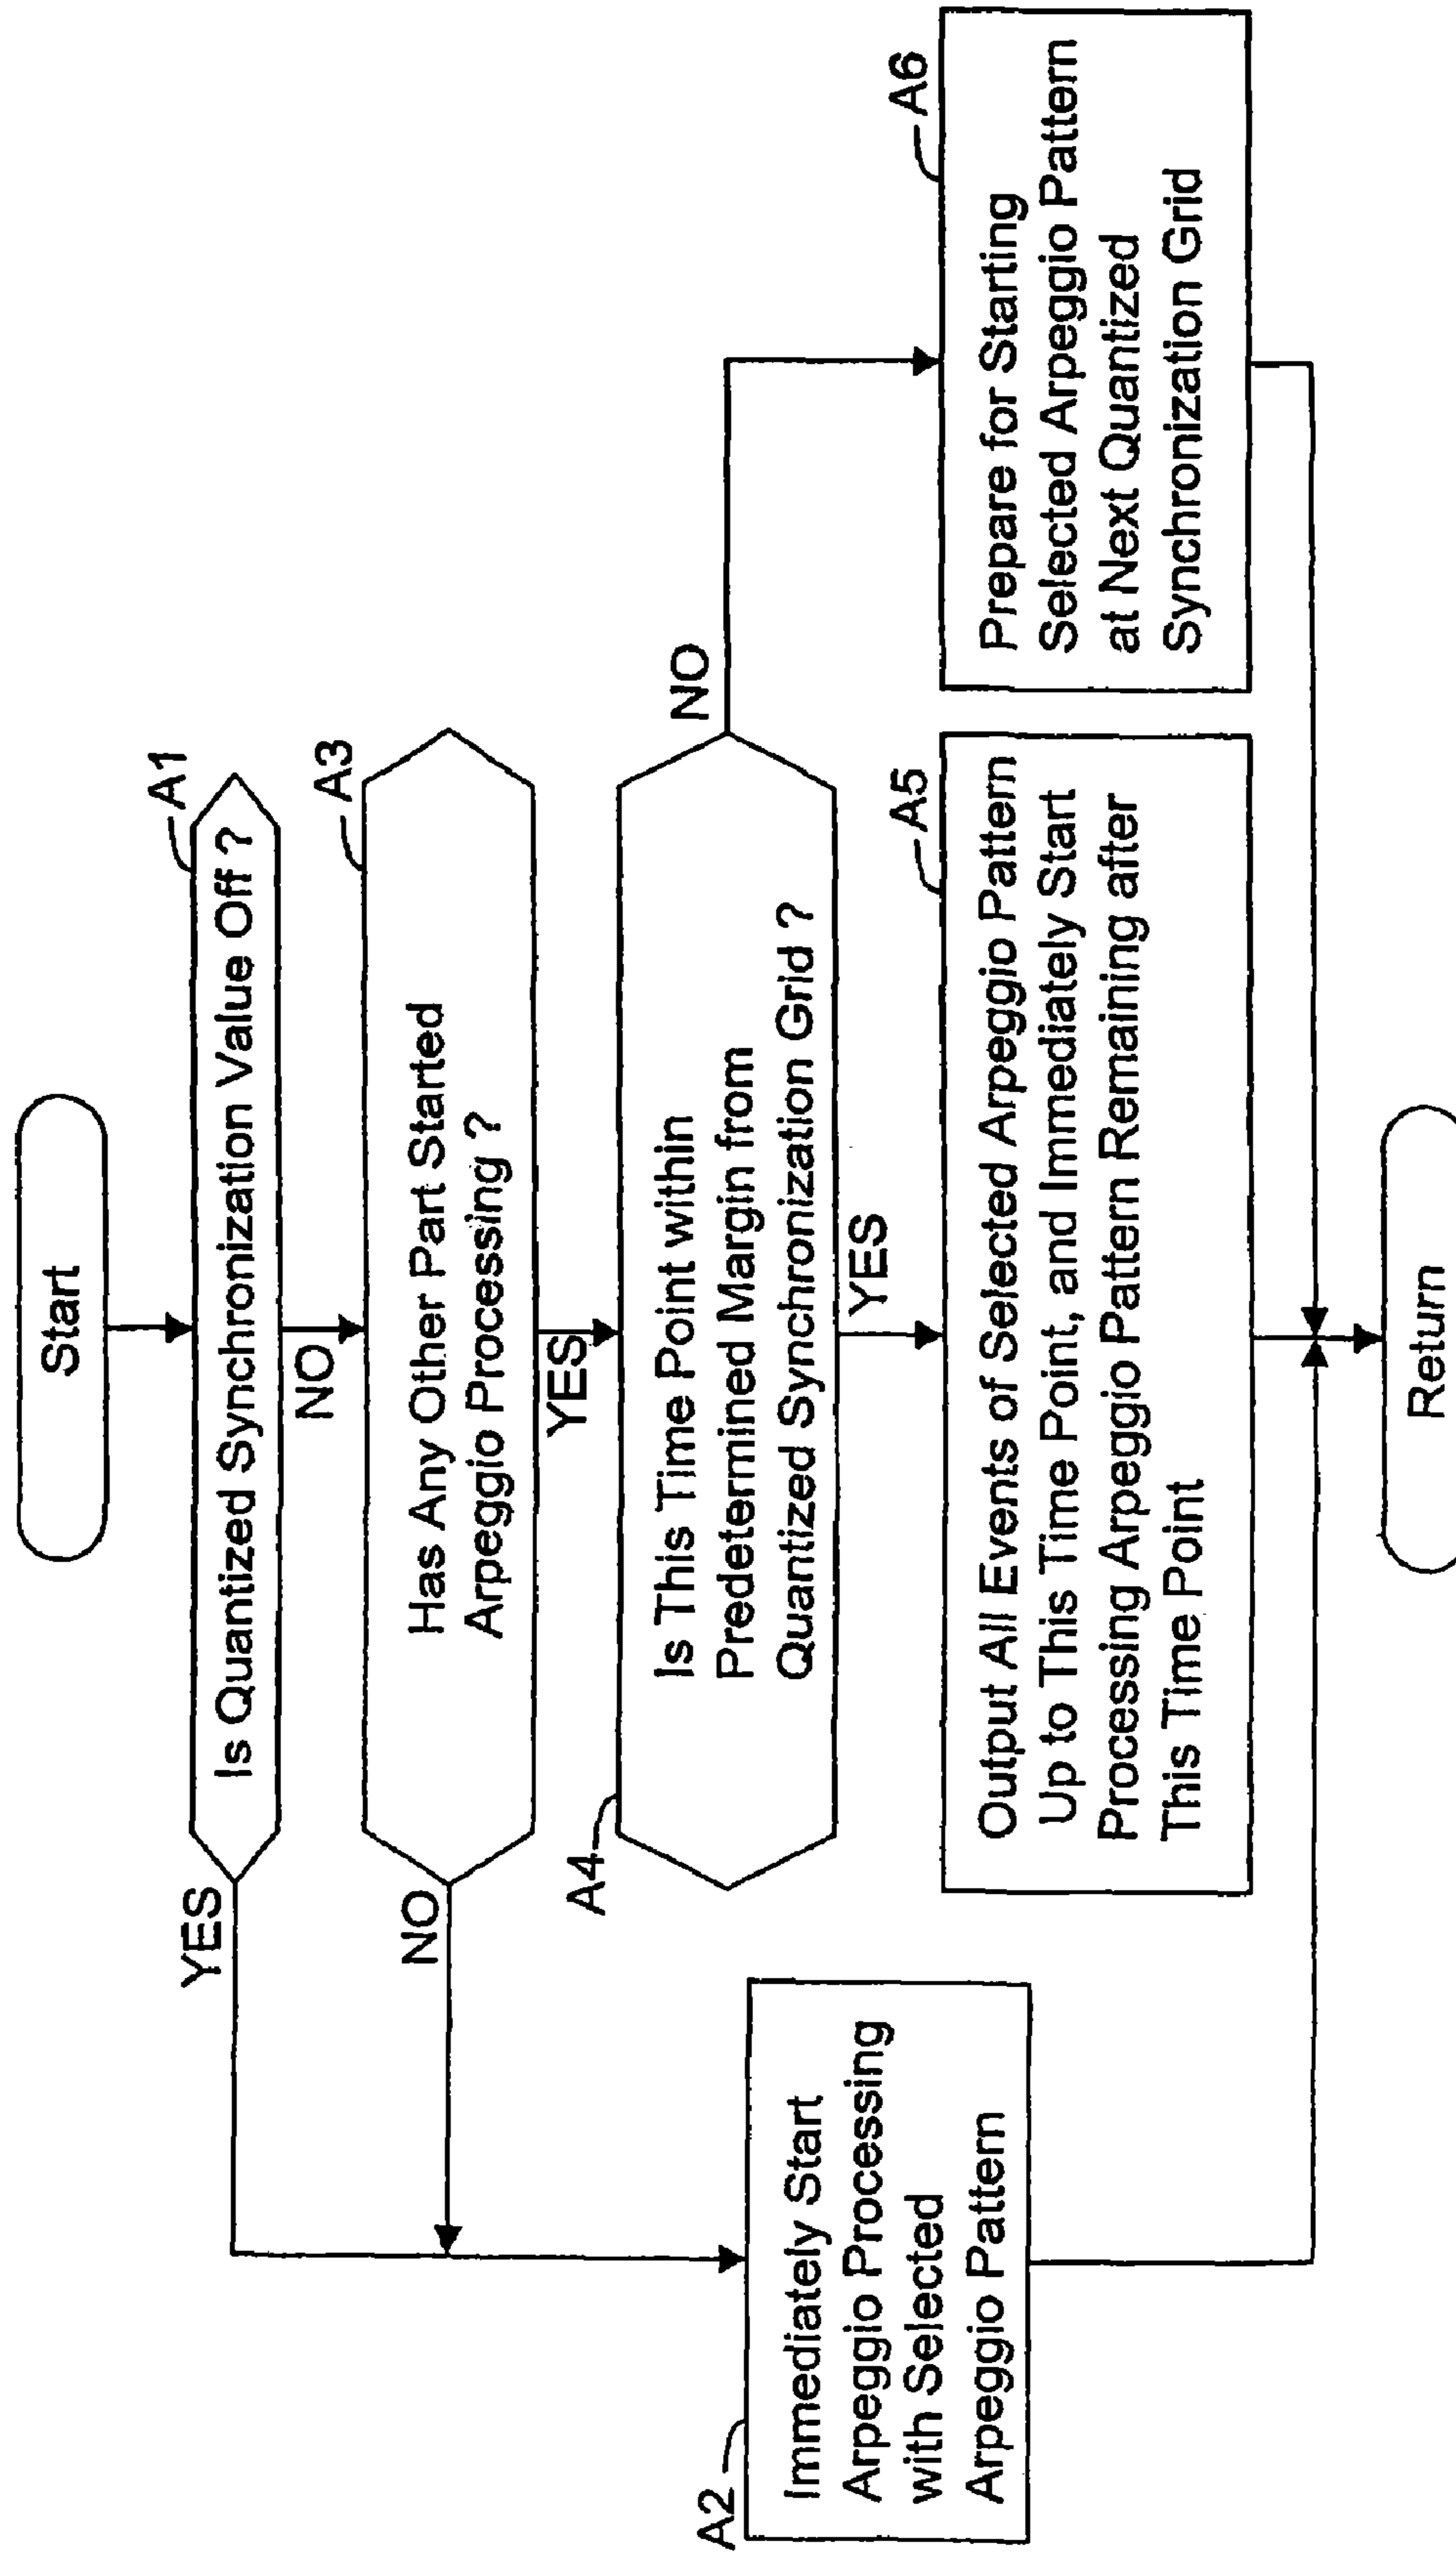 Start
A1
Is Quantized Synchronization Value Off ?
YES
NO
A3
Has Any Other Part Started
Arpeggio Processing ?
NO
YES
A4
Is This Time Point within
Predetermined Margin from
Quantized Synchronization Grid ?
NO
YES
A2
Immediately Start
Arpeggio Processing
with Selected
Arpeggio Pattern
A5
Output All Events of Selected Arpeggio Pattern
Up to This Time Point, and Immediately Start
Processing Arpeggio Pattern Remaining after
This Time Point
A6
Prepare for Starting
Selected Arpeggio Pattern
at Next Quantized
Synchronization Grid
Return